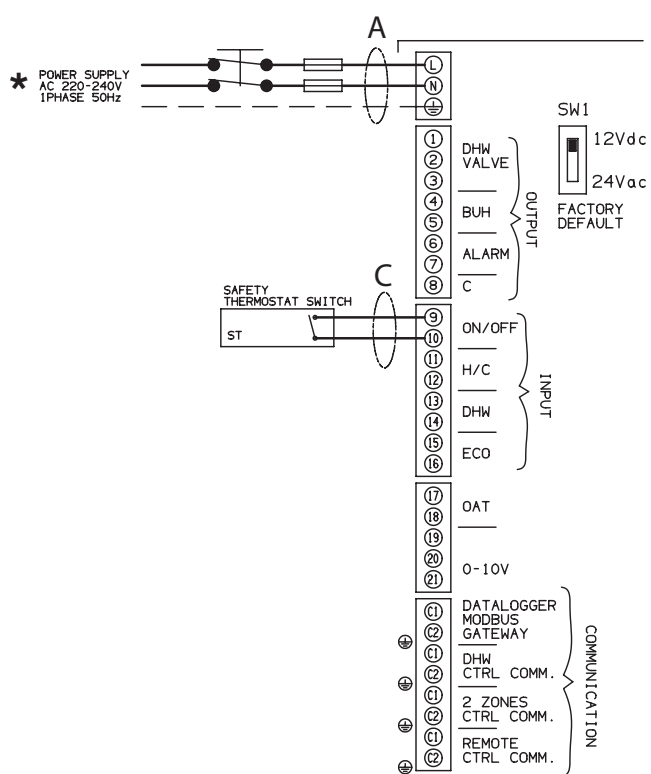 A
*
POWER SUPPLY
AC 220-240V
1PHASE 50Hz
L
N
SW1
12Vdc
24Vac
FACTORY
DEFAULT
1
2
3
DHW
VALVE
4
5
BUH
6
7
ALARM
8
C
OUTPUT
C
SAFETY
THERMOSTAT SWITCH
ST
9
10
ON/OFF
11
12
H/C
13
14
DHW
15
16
ECO
INPUT
17
18
OAT
19
20
21
0-10V
C1
C2
DATALOGGER
MODBUS
GATEWAY
C1
C2
DHW
CTRL COMM.
C1
C2
2 ZONES
CTRL COMM.
C1
C2
REMOTE
CTRL COMM.
COMMUNICATION